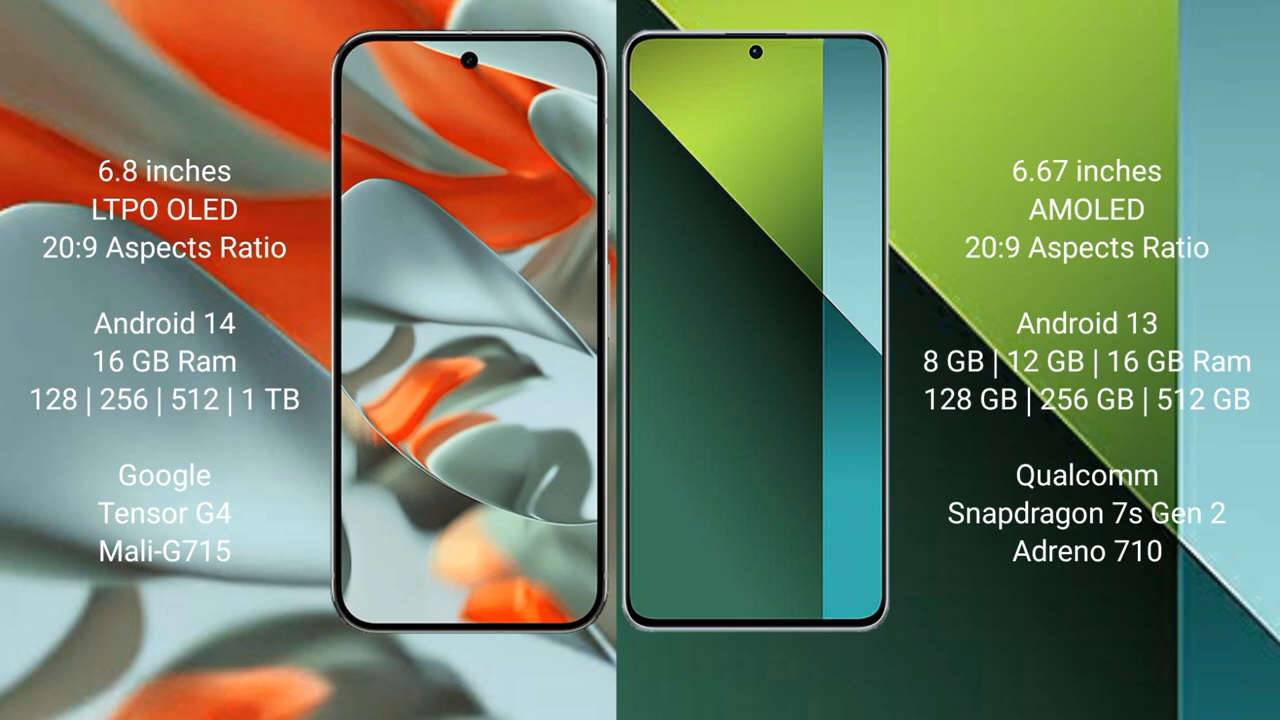 6.8 inches
LTPO OLED
20:9 Aspects Ratio
Android 14
16 GB Ram
128 | 256 | 512 | 1 TB
Google
Tensor G4
Mali-G715
6.67 inches
AMOLED
20:9 Aspects Ratio
Android 13
8 GB | 12 GB | 16 GB Ram
128 GB | 256 GB | 512 GB
Qualcomm
Snapdragon 7s Gen 2
Adreno 710